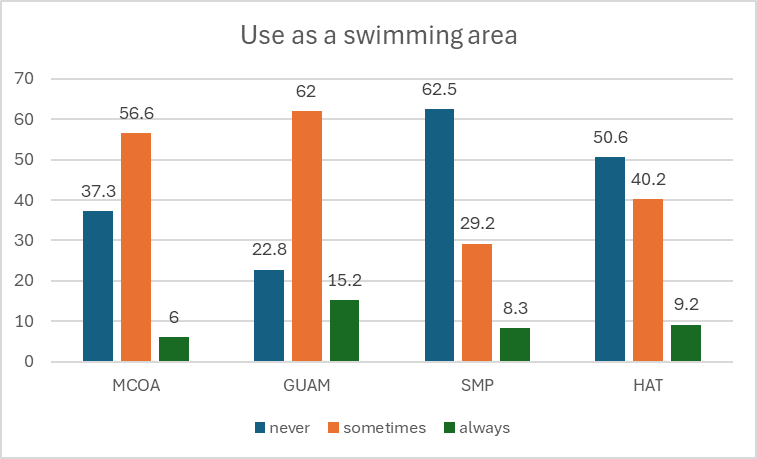 Use as a swimming area
70
60
50
40
30
20
10
0
37.3 56.6 6
22.8 62 15.2
62.5 29.2 8.3
50.6 40.2 9.2
MCOA GUAM SMP HAT
never sometimes always